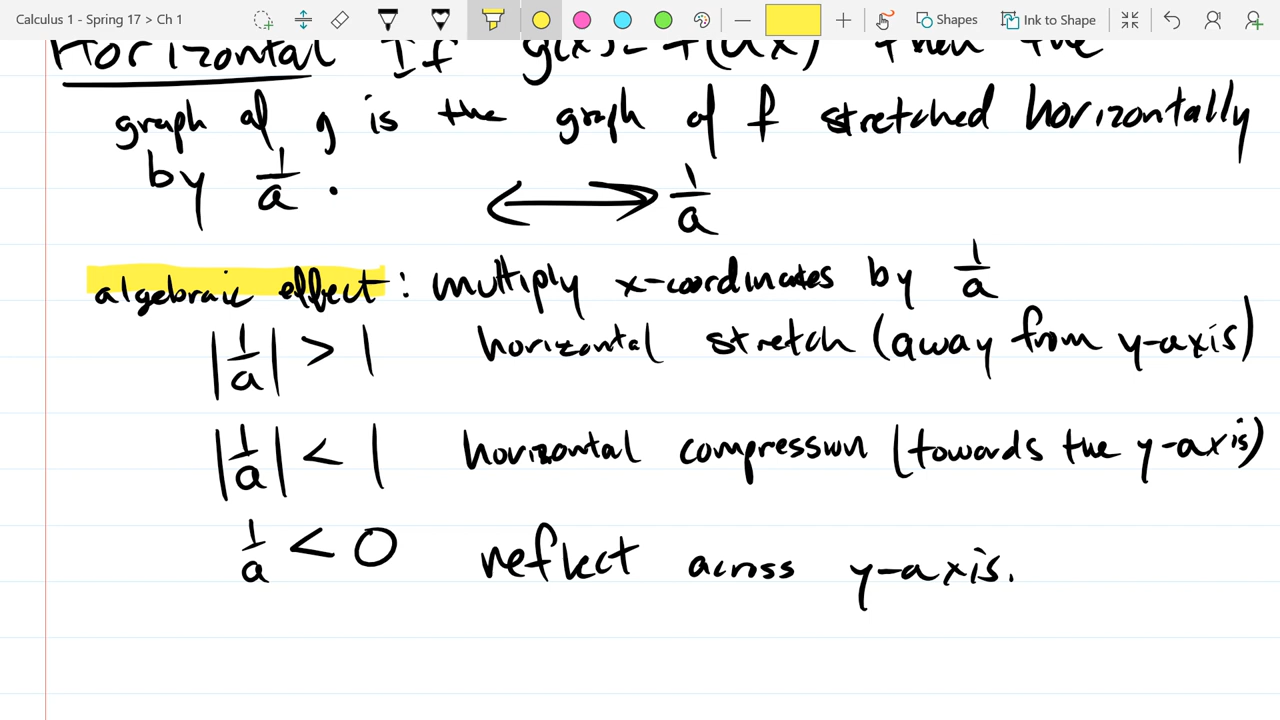 Calculus 1 - Spring 17 > Ch 1
Shapes
Ink to Shape
Horizontal If g(x) = f(ax) then the
graph of g is the graph of f stretched horizontally
by 1/a .
1/a
algebraic effect : multiply x-coordinates by 1/a
|1/a| > 1 horizontal stretch (away from y-axis)
|1/a| < 1 horizontal compression (towards the y-axis)
1/a < 0 reflect across y-axis.